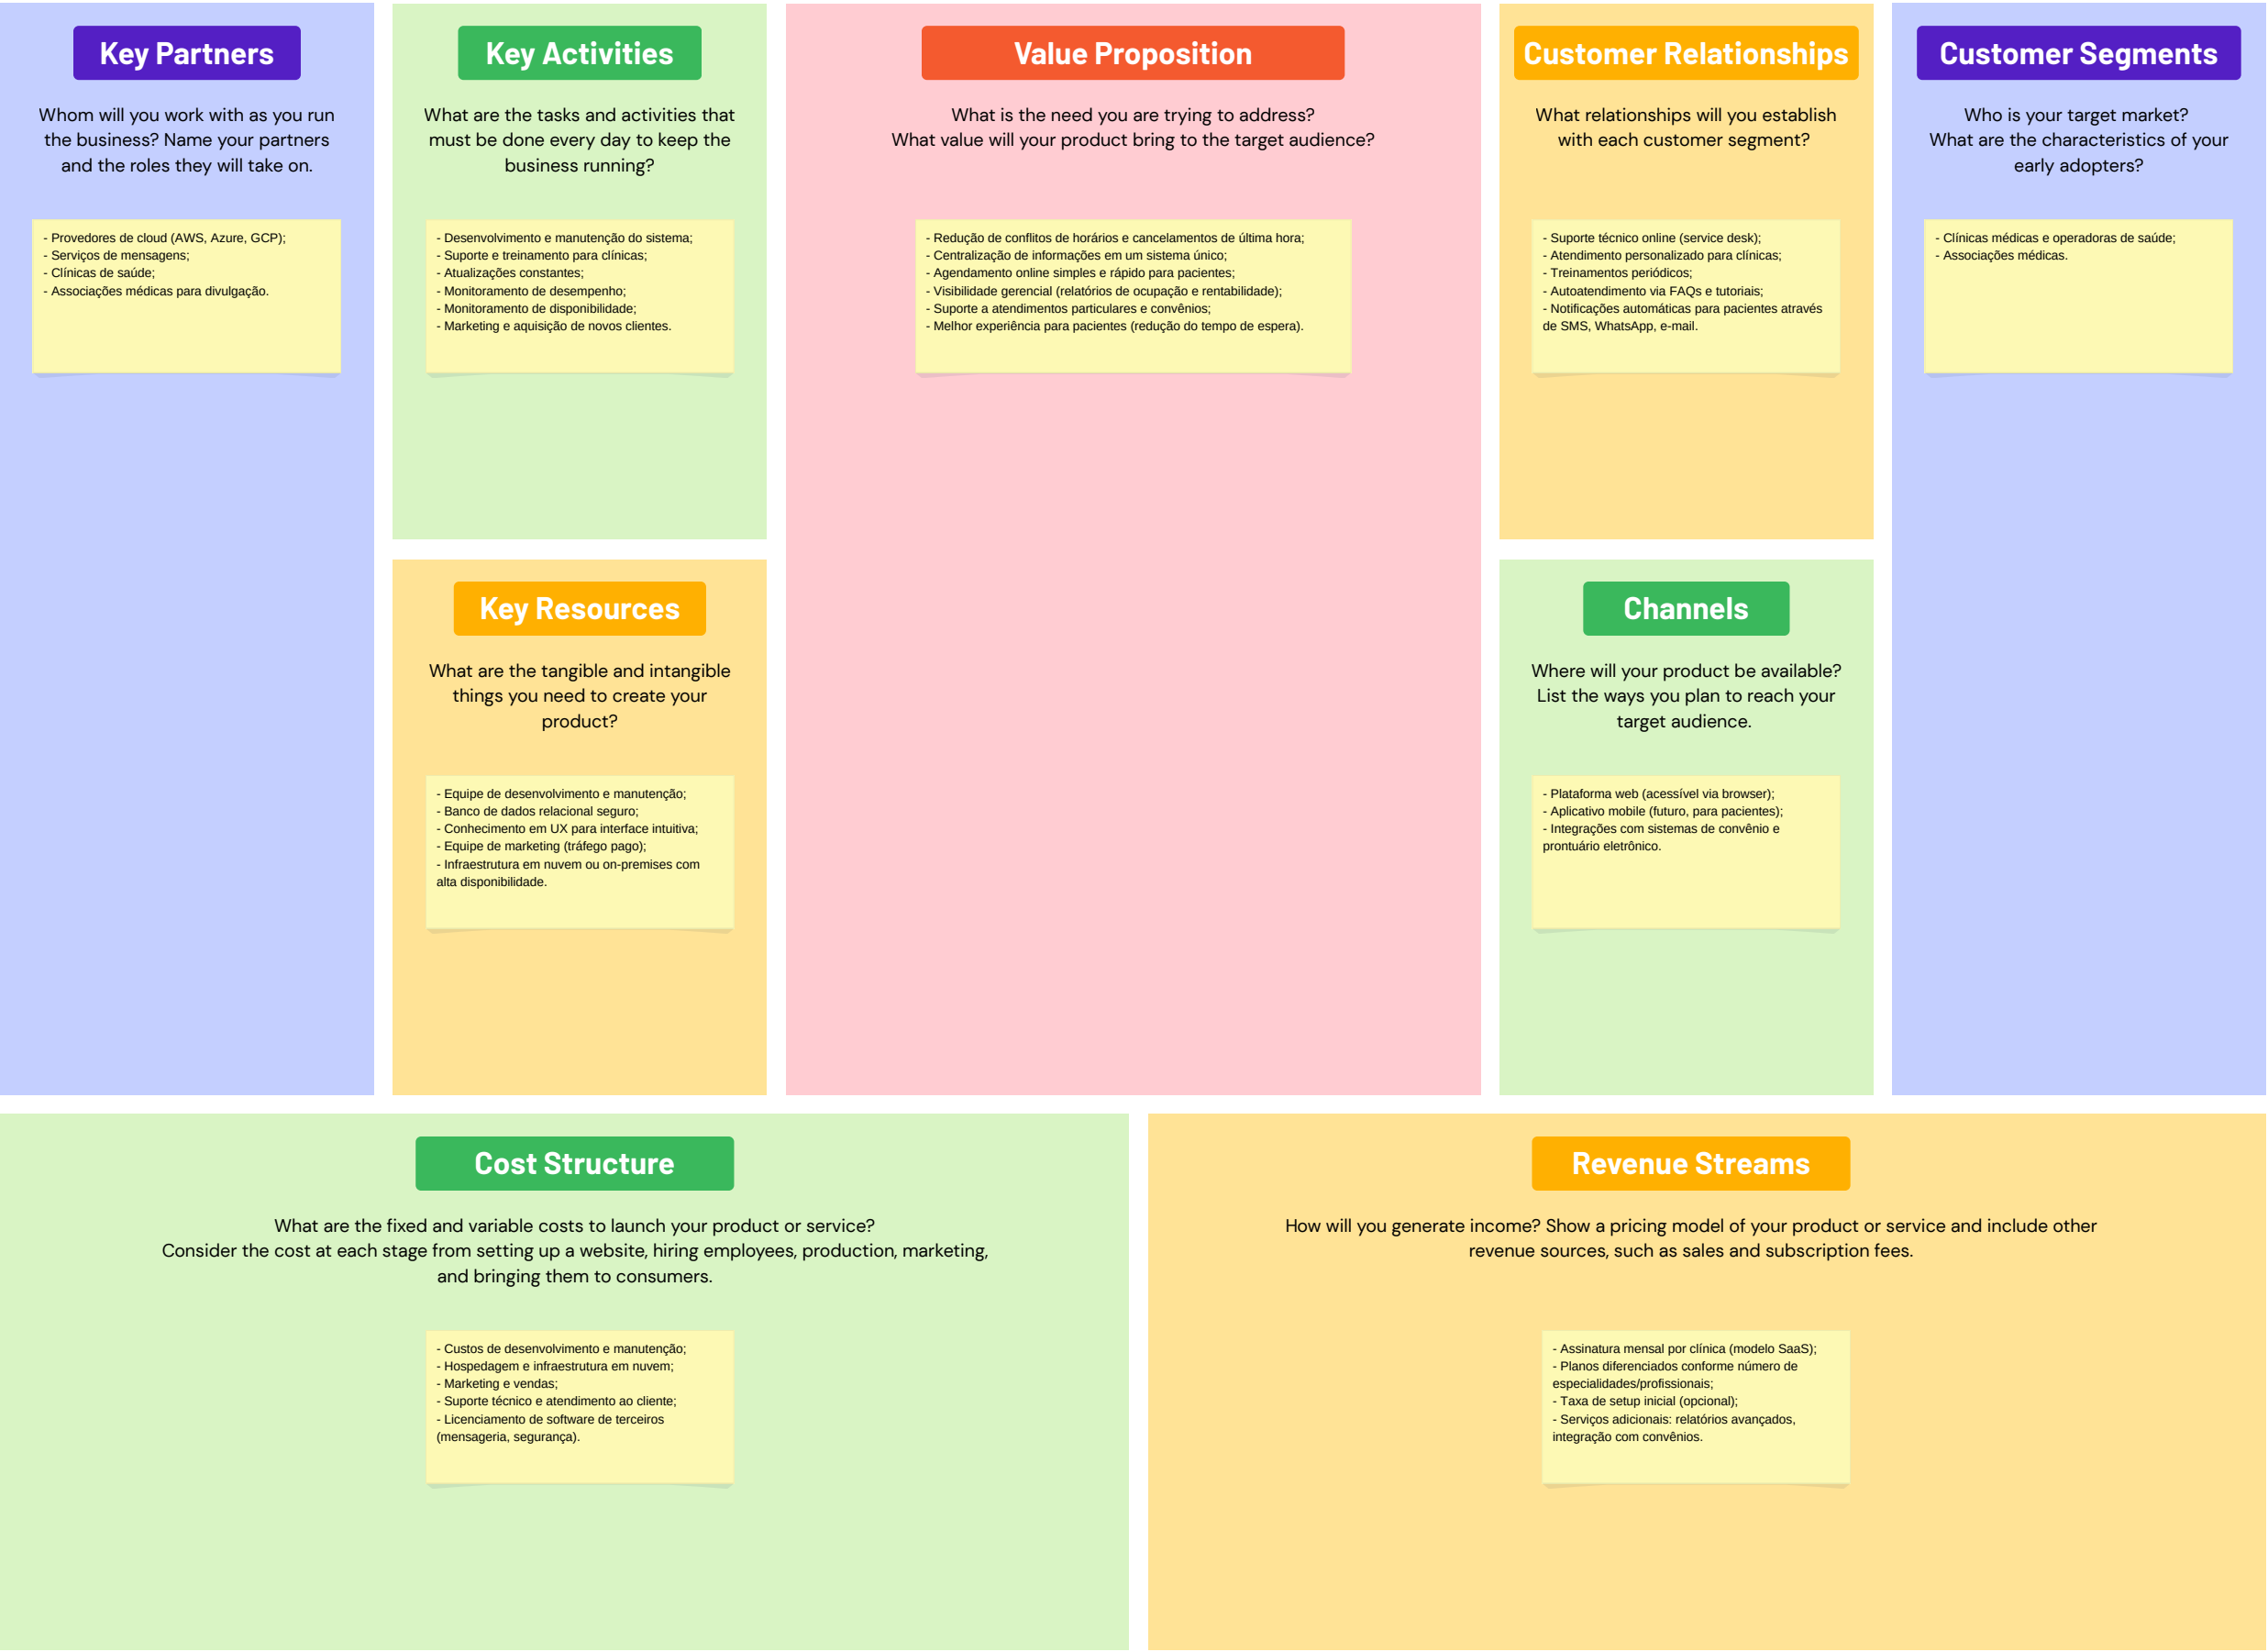 Key Partners
Whom will you work with as you run
the business? Name your partners
and the roles they will take on.
- Provedores de cloud (AWS, Azure, GCP);
- Serviços de mensagens;
- Clínicas de saúde;
- Associações médicas para divulgação.
Key Activities
What are the tasks and activities that
must be done every day to keep the
business running?
- Desenvolvimento e manutenção do sistema;
- Suporte e treinamento para clínicas;
- Atualizações constantes;
- Monitoramento de desempenho;
- Monitoramento de disponibilidade;
- Marketing e aquisição de novos clientes.
Key Resources
What are the tangible and intangible
things you need to create your
product?
- Equipe de desenvolvimento e manutenção;
- Banco de dados relacional seguro;
- Conhecimento em UX para interface intuitiva;
- Equipe de marketing (tráfego pago);
- Infraestrutura em nuvem ou on-premises com
alta disponibilidade.
Value Proposition
What is the need you are trying to address?
What value will your product bring to the target audience?
- Redução de conflitos de horários e cancelamentos de última hora;
- Centralização de informações em um sistema único;
- Agendamento online simples e rápido para pacientes;
- Visibilidade gerencial (relatórios de ocupação e rentabilidade);
- Suporte a atendimentos particulares e convênios;
- Melhor experiência para pacientes (redução do tempo de espera).
Customer Relationships
What relationships will you establish
with each customer segment?
- Suporte técnico online (service desk);
- Atendimento personalizado para clínicas;
- Treinamentos periódicos;
- Autoatendimento via FAQs e tutoriais;
- Notificações automáticas para pacientes através
de SMS, WhatsApp, e-mail.
Channels
Where will your product be available?
List the ways you plan to reach your
target audience.
- Plataforma web (acessível via browser);
- Aplicativo mobile (futuro, para pacientes);
- Integrações com sistemas de convênio e
prontuário eletrônico.
Customer Segments
Who is your target market?
What are the characteristics of your
early adopters?
- Clínicas médicas e operadoras de saúde;
- Associações médicas.
Cost Structure
What are the fixed and variable costs to launch your product or service?
Consider the cost at each stage from setting up a website, hiring employees, production, marketing,
and bringing them to consumers.
- Custos de desenvolvimento e manutenção;
- Hospedagem e infraestrutura em nuvem;
- Marketing e vendas;
- Suporte técnico e atendimento ao cliente;
- Licenciamento de software de terceiros
(mensageria, segurança).
Revenue Streams
How will you generate income? Show a pricing model of your product or service and include other
revenue sources, such as sales and subscription fees.
- Assinatura mensal por clínica (modelo SaaS);
- Planos diferenciados conforme número de
especialidades/profissionais;
- Taxa de setup inicial (opcional);
- Serviços adicionais: relatórios avançados,
integração com convênios.